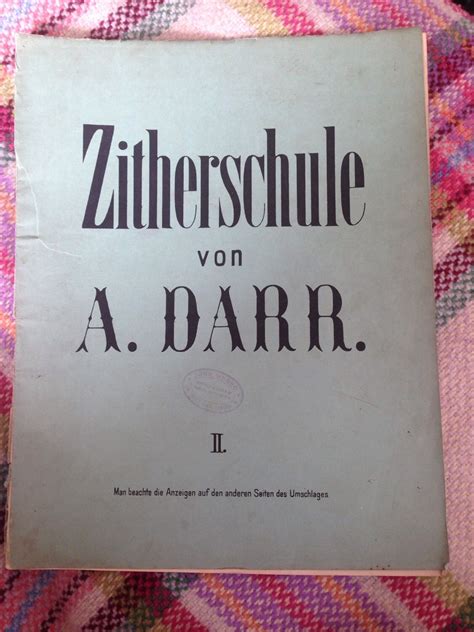 Zitherschule
von
A. DARR.
II.
Man beachte die Anzeigen auf den anderen Seiten des Umschlages